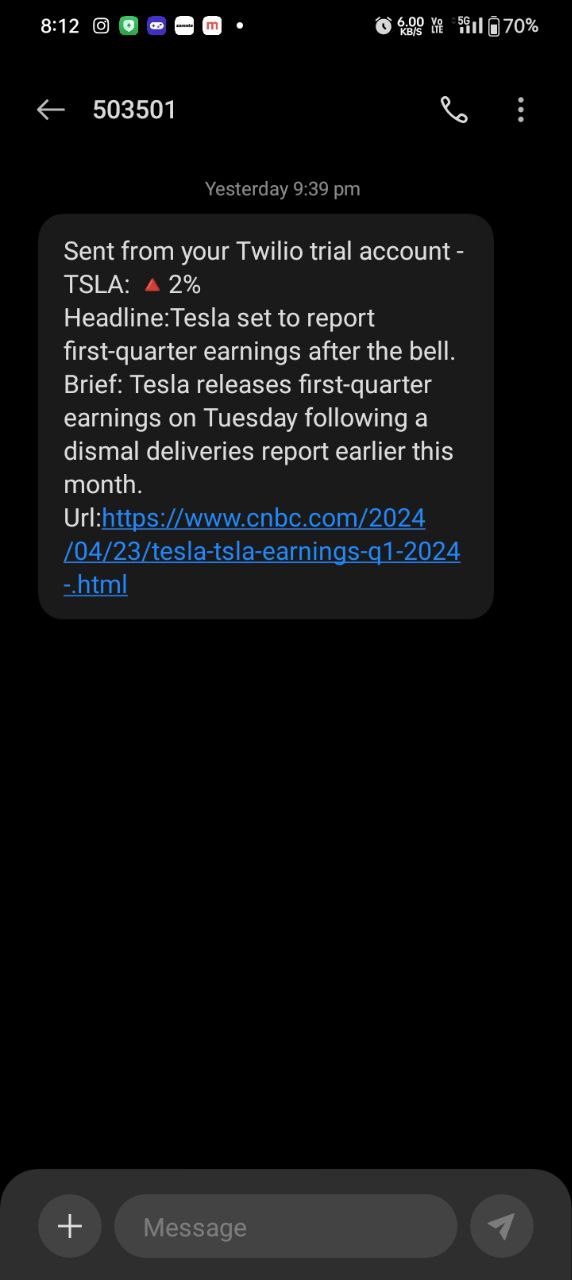 8:12
6.00 KB/S
Vo LTE
5G
70%
503501
Yesterday 9:39 pm
Sent from your Twilio trial account -
TSLA: 🔺2%
Headline:Tesla set to report
first-quarter earnings after the bell.
Brief: Tesla releases first-quarter
earnings on Tuesday following a
dismal deliveries report earlier this
month.
Url:https://www.cnbc.com/2024
/04/23/tesla-tsla-earnings-q1-2024
-.html
Message